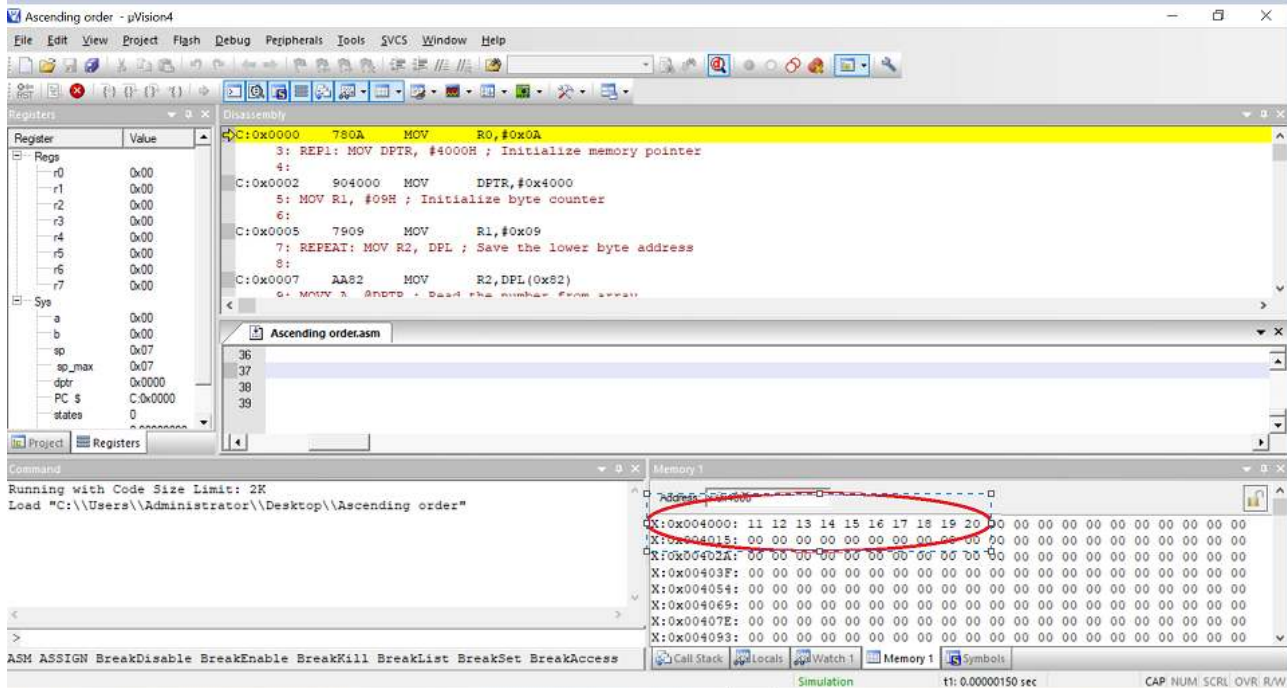 Ascending order - µVision4
File Edit View Project Flash Debug Peripherals Tools SVCS Window Help
Registers
Register Value
Regs
r0 0x00
r1 0x00
r2 0x00
r3 0x00
r4 0x00
r5 0x00
r6 0x00
r7 0x00
Sys
a 0x00
b 0x00
sp 0x07
sp_max 0x07
dptr 0x0000
PC $ C:0x0000
states 0
Project Registers
Disassembly
C:0x0000 780A MOV R0,#0x0A
3: REP1: MOV DPTR, #4000H ; Initialize memory pointer
4:
C:0x0002 904000 MOV DPTR,#0x4000
5: MOV R1, #09H ; Initialize byte counter
6:
C:0x0005 7909 MOV R1,#0x09
7: REPEAT: MOV R2, DPL ; Save the lower byte address
8:
C:0x0007 AA82 MOV R2,DPL(0x82)
9: MOVX A, @DPTR ; Read the number from array
Ascending order.asm
36
37
38
39
Command
Running with Code Size Limit: 2K
Load "C:\\Users\\Administrator\\Desktop\\Ascending order"
>
ASM ASSIGN BreakDisable BreakEnable BreakKill BreakList BreakSet BreakAccess
Memory 1
Address:
X:0x004000: 11 12 13 14 15 16 17 18 19 20 00 00 00 00 00 00 00 00 00 00 00
X:0x004015: 00 00 00 00 00 00 00 00 00 00 00 00 00 00 00 00 00 00 00 00 00
X:0x00402A: 00 00 00 00 00 00 00 00 00 00 00 00 00 00 00 00 00 00 00 00 00
X:0x00403F: 00 00 00 00 00 00 00 00 00 00 00 00 00 00 00 00 00 00 00 00 00
X:0x004054: 00 00 00 00 00 00 00 00 00 00 00 00 00 00 00 00 00 00 00 00 00
X:0x004069: 00 00 00 00 00 00 00 00 00 00 00 00 00 00 00 00 00 00 00 00 00
X:0x00407E: 00 00 00 00 00 00 00 00 00 00 00 00 00 00 00 00 00 00 00 00 00
X:0x004093: 00 00 00 00 00 00 00 00 00 00 00 00 00 00 00 00 00 00 00 00 00
Call Stack Locals Watch 1 Memory 1 Symbols
Simulation t1: 0.00000150 sec CAP NUM SCRL OVR R/W